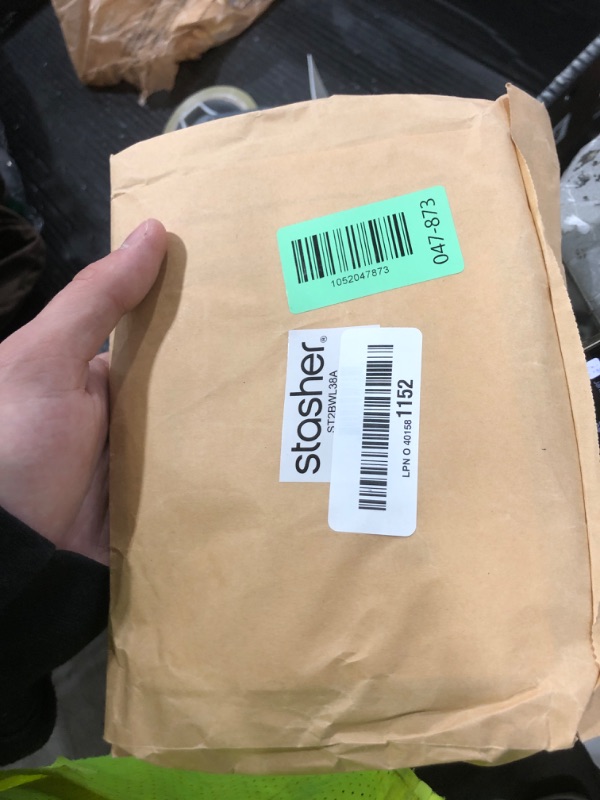 1052047873
047-873
stasher®
ST2BWL38A
LPN O 40158 1152